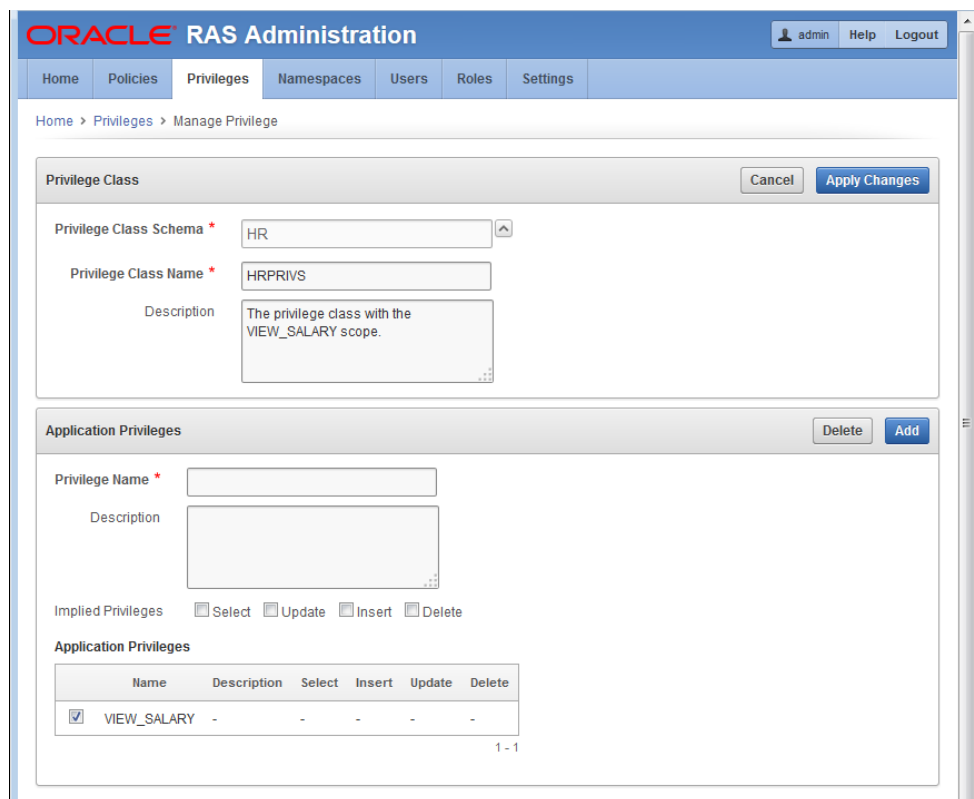 ORACLE® RAS Administration
admin Help Logout
Home Policies Privileges Namespaces Users Roles Settings
Home > Privileges > Manage Privilege
Privilege Class
Cancel Apply Changes
Privilege Class Schema * HR
Privilege Class Name * HRPRIVS
Description The privilege class with the
VIEW_SALARY scope.
Application Privileges
Delete Add
Privilege Name *
Description
Implied Privileges Select Update Insert Delete
Application Privileges
Name Description Select Insert Update Delete
VIEW_SALARY - - - - -
1 - 1